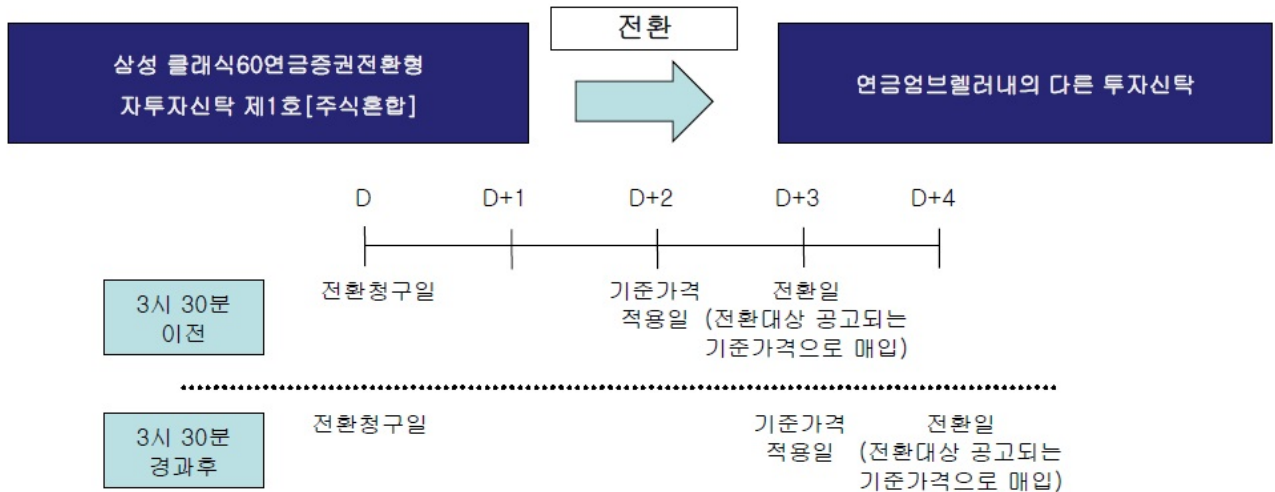 전환
삼성 클래식60연금증권전환형
자투자신탁 제1호[주식혼합]
연금엄브렐러내의 다른 투자신탁
D D+1 D+2 D+3 D+4
3시 30분
이전
전환청구일 기준가격 전환일
적용일 (전환대상 공고되는
기준가격으로 매입)
3시 30분
경과후
전환청구일 기준가격 전환일
적용일 (전환대상 공고되는
기준가격으로 매입)